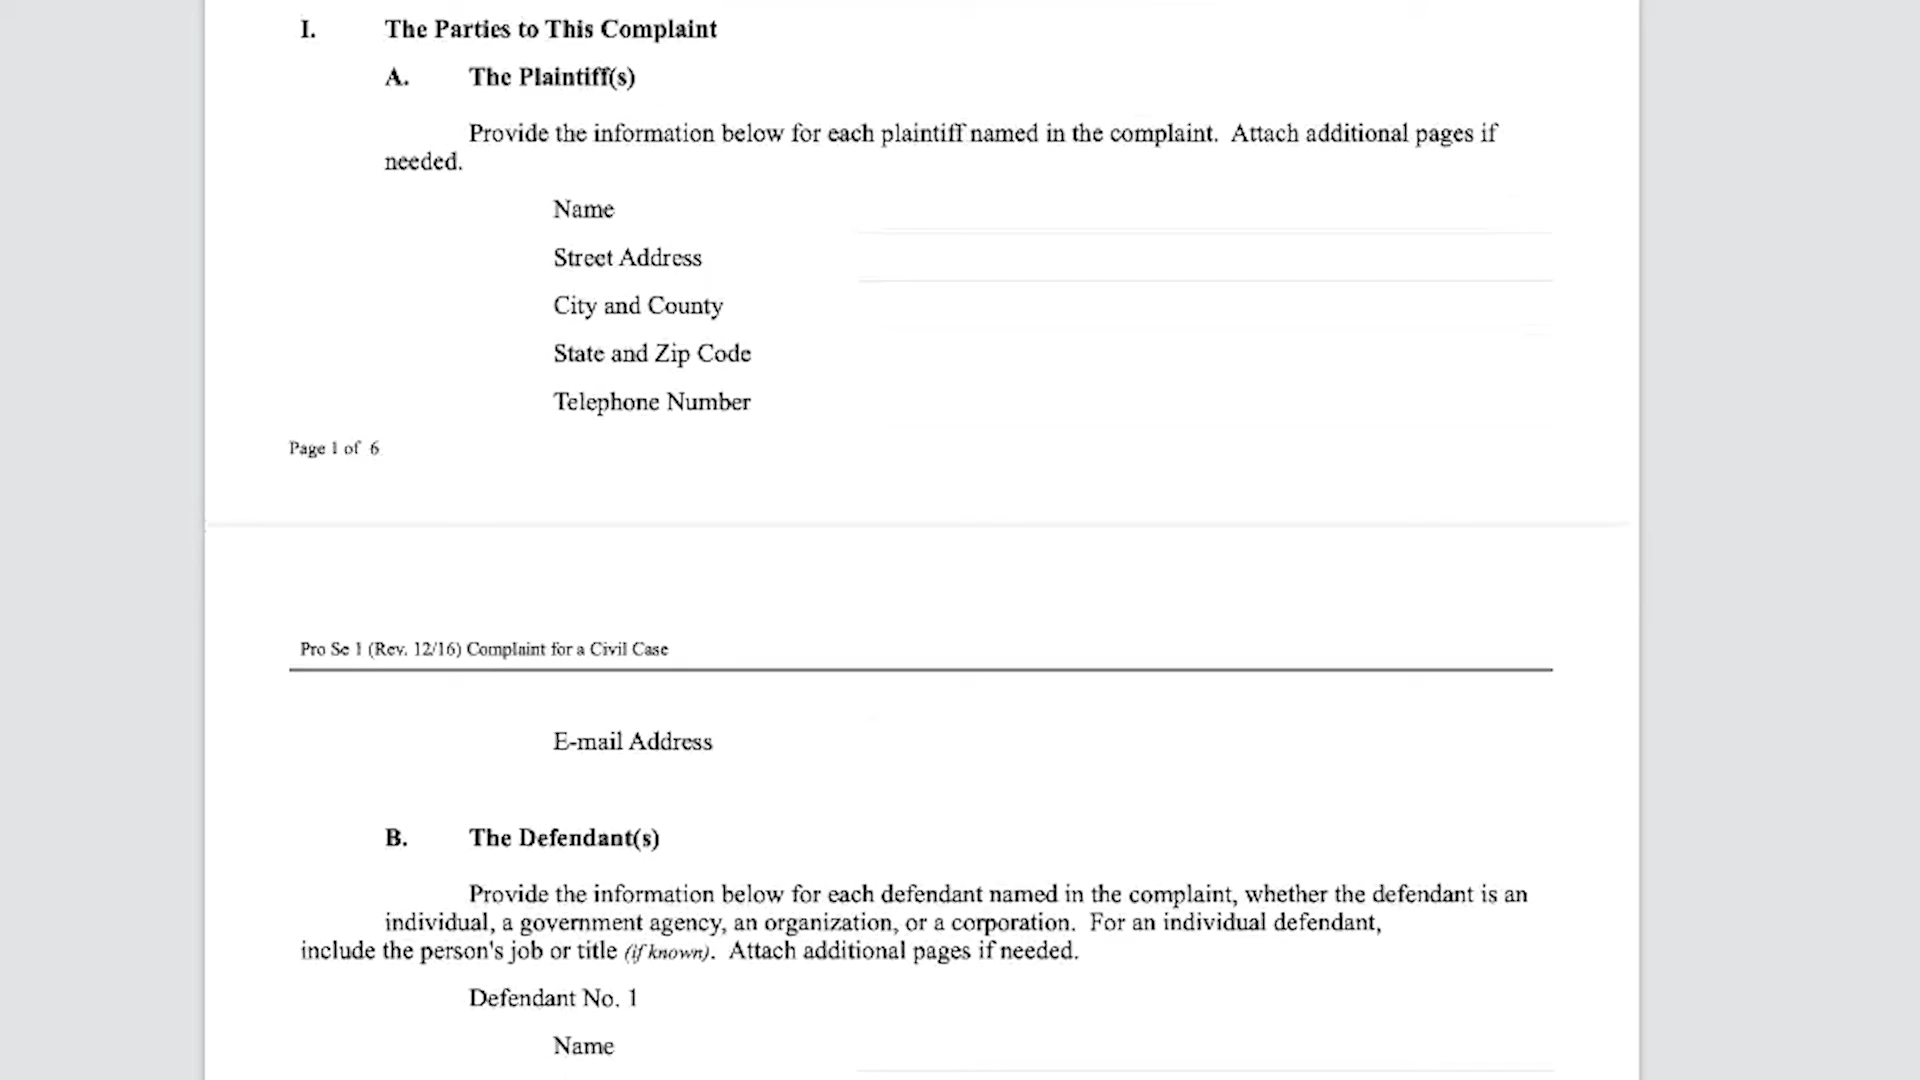 I. The Parties to This Complaint
A. The Plaintiff(s)
Provide the information below for each plaintiff named in the complaint. Attach additional pages if
needed.
Name
Street Address
City and County
State and Zip Code
Telephone Number
Page 1 of 6
Pro Se 1 (Rev. 12/16) Complaint for a Civil Case
E-mail Address
B. The Defendant(s)
Provide the information below for each defendant named in the complaint, whether the defendant is an
individual, a government agency, an organization, or a corporation. For an individual defendant,
include the person's job or title (if known). Attach additional pages if needed.
Defendant No. 1
Name